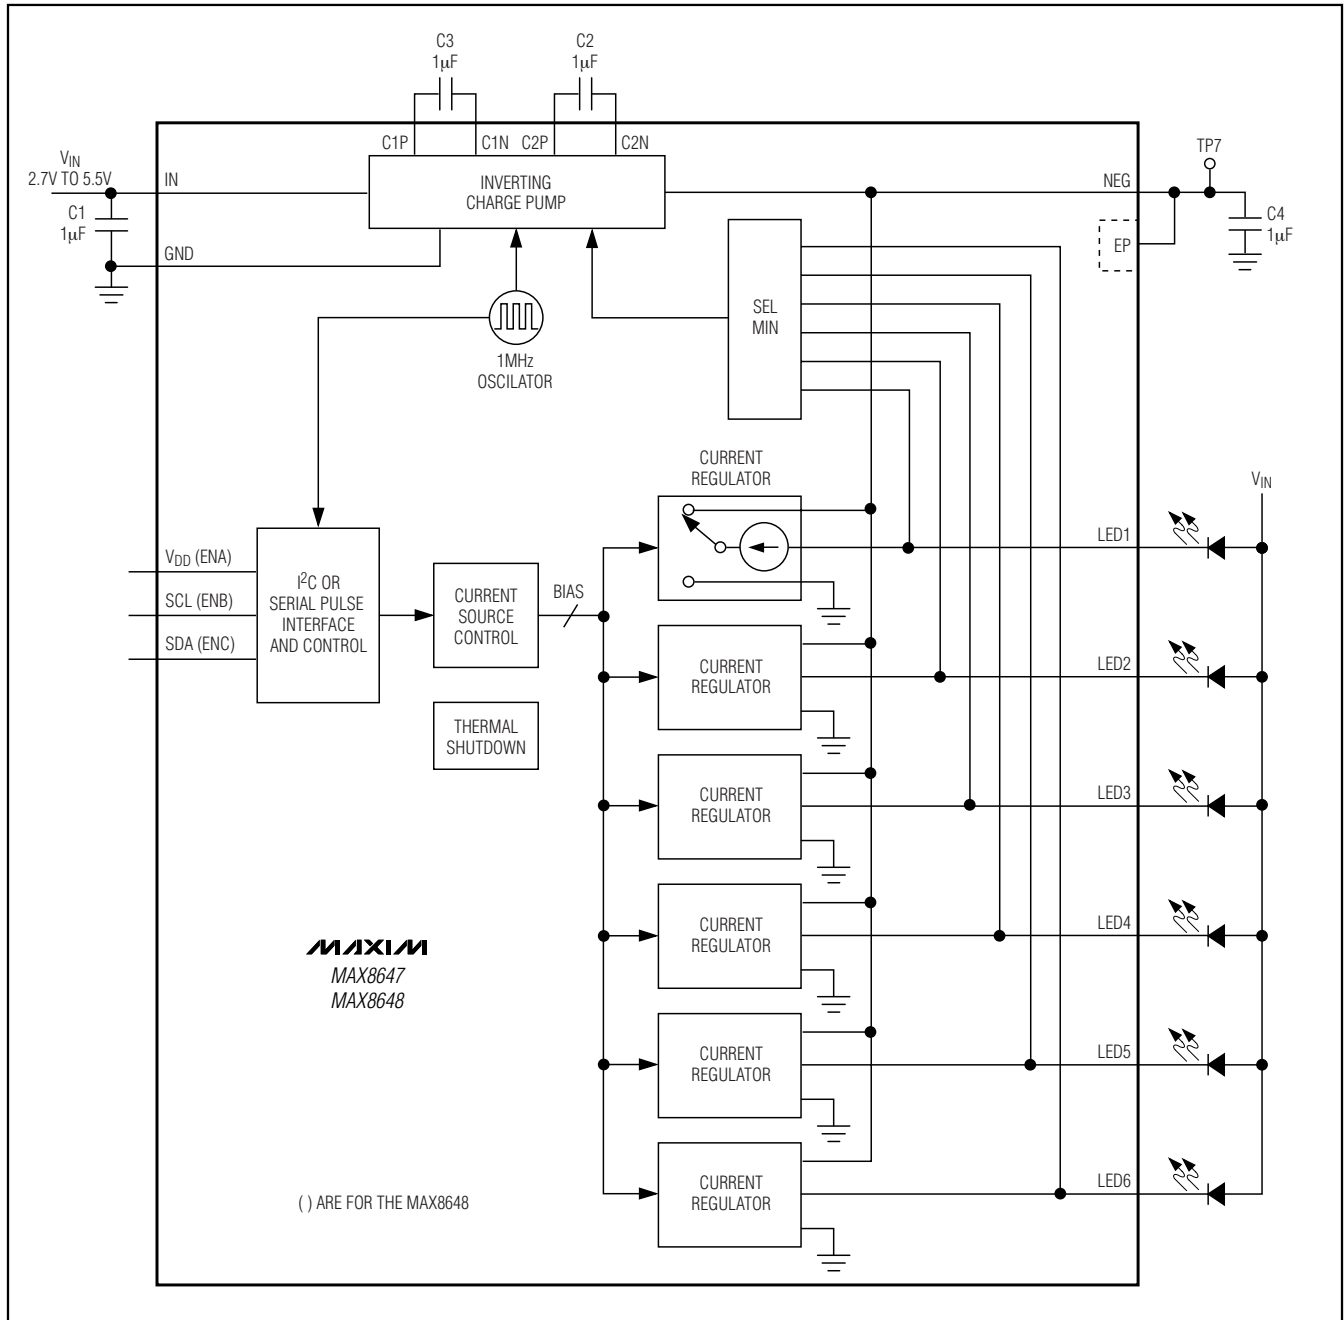 C3
1µF
C2
1µF
C1P
C1N
C2P
C2N
TP7
VIN
2.7V TO 5.5V
IN
INVERTING
CHARGE PUMP
NEG
C1
1µF
C4
1µF
EP
GND
SEL
MIN
1MHz
OSCILATOR
CURRENT
REGULATOR
VIN
LED1
VDD (ENA)
SCL (ENB)
SDA (ENC)
I2C OR
SERIAL PULSE
INTERFACE
AND CONTROL
CURRENT
SOURCE
CONTROL
BIAS
CURRENT
REGULATOR
LED2
THERMAL
SHUTDOWN
CURRENT
REGULATOR
LED3
CURRENT
REGULATOR
LED4
MAXIM
MAX8647
MAX8648
CURRENT
REGULATOR
LED5
CURRENT
REGULATOR
LED6
( ) ARE FOR THE MAX8648